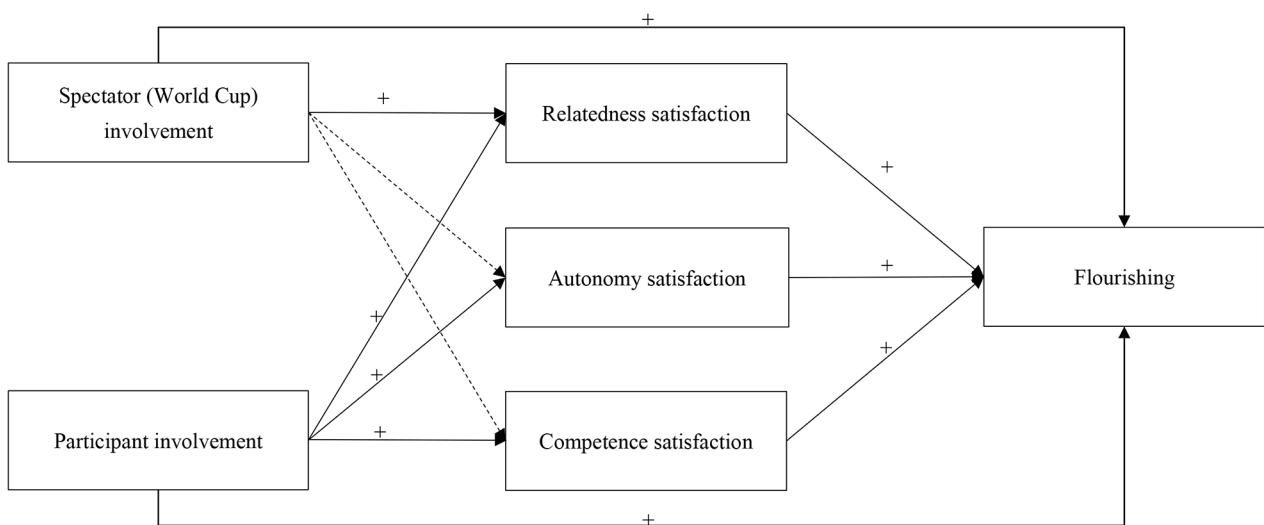 +
Spectator (World Cup)
involvement
+
Relatedness satisfaction
+
Autonomy satisfaction
+
Flourishing
+
+
+
Participant involvement
+
Competence satisfaction
+